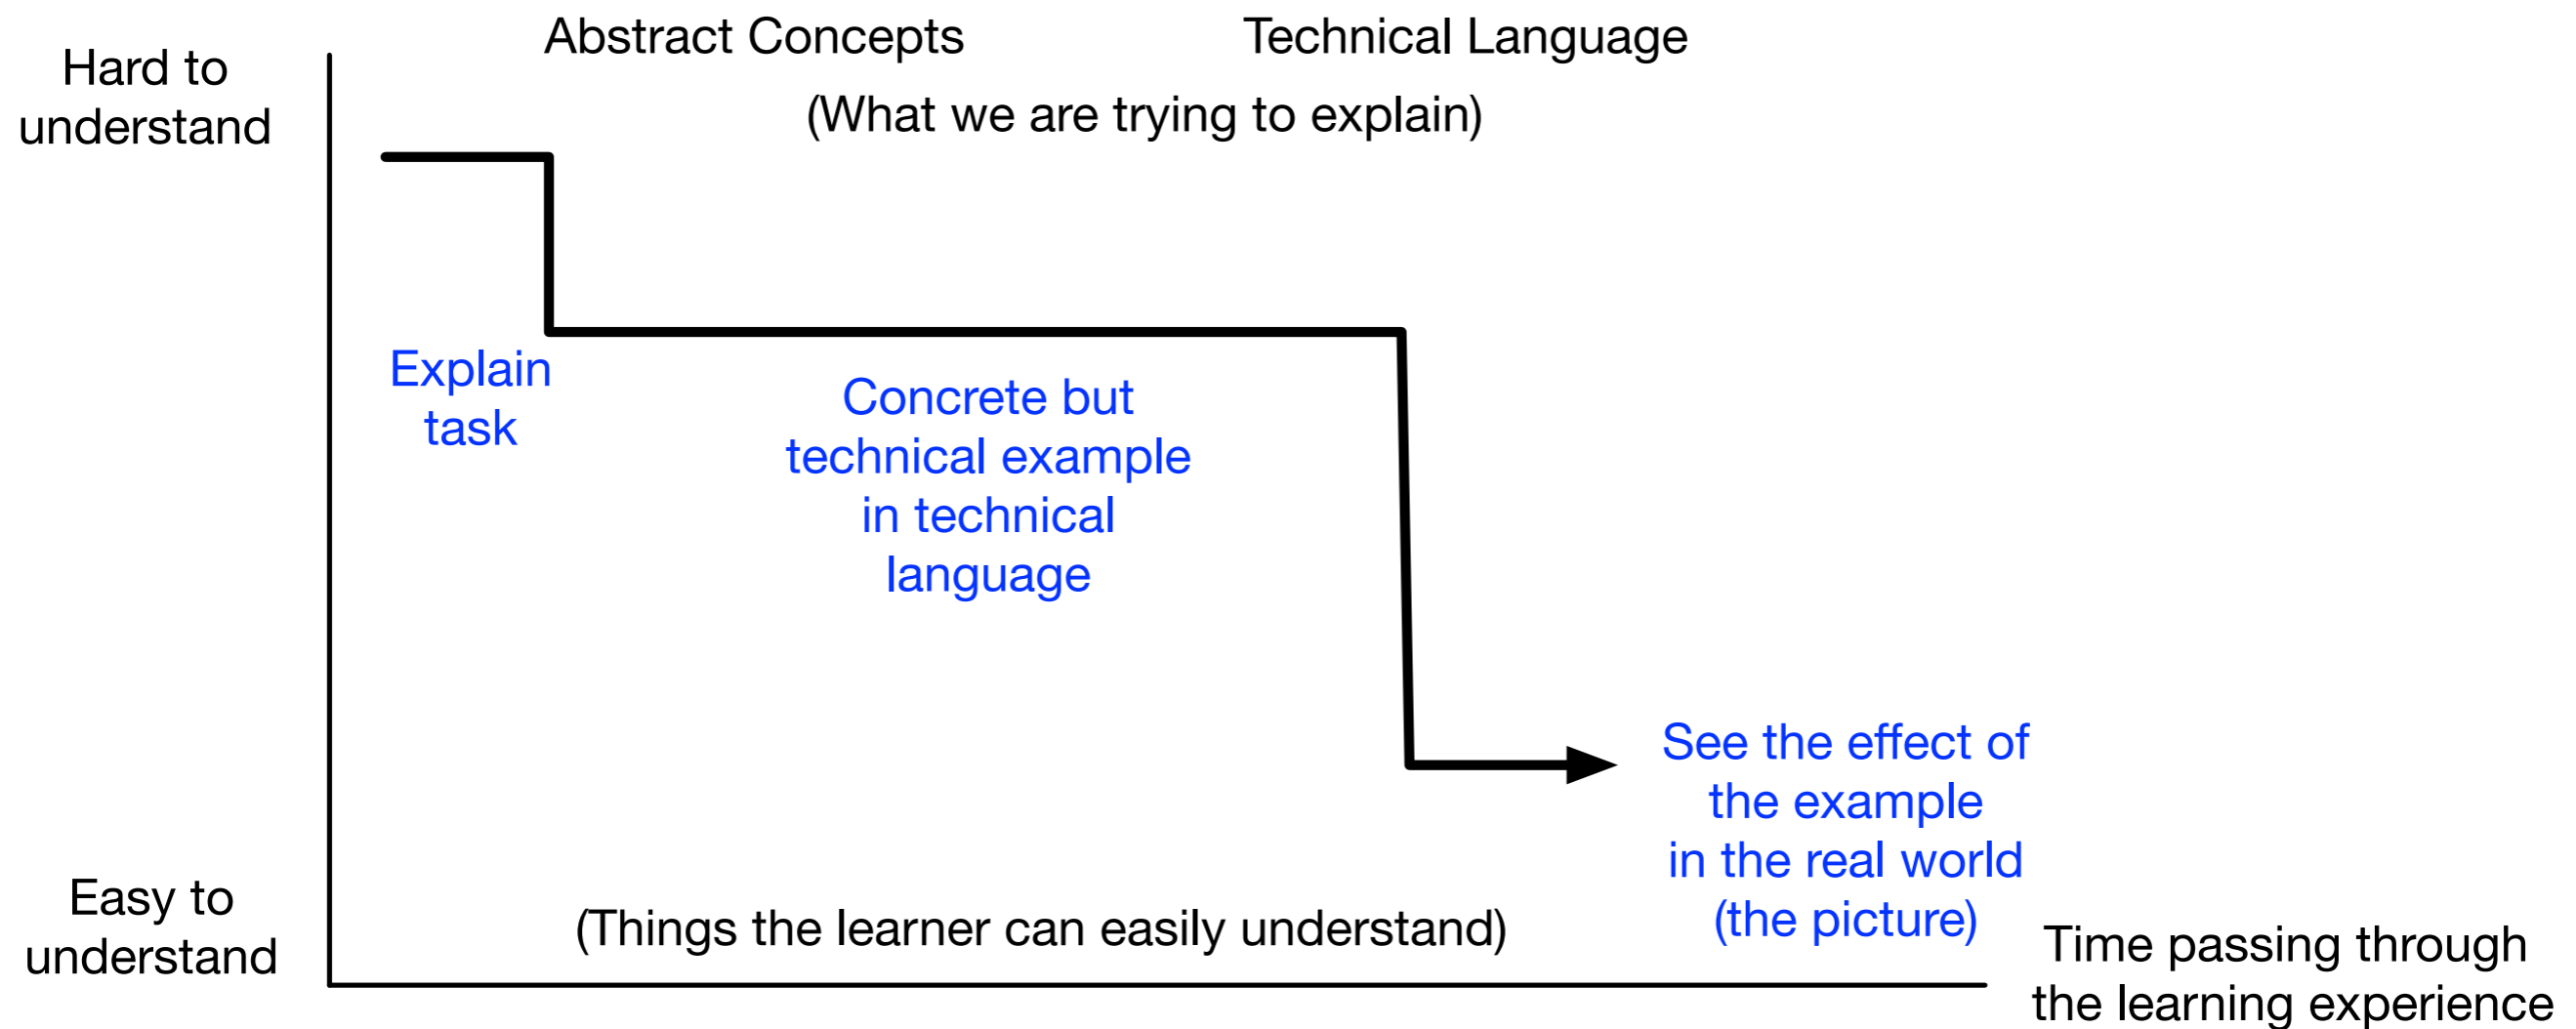 Abstract Concepts
Technical Language
Hard to
understand
(What we are trying to explain)
Explain
task
Concrete but
technical example
in technical
language
See the effect of
the example
in the real world
(the picture)
Easy to
understand
(Things the learner can easily understand)
Time passing through
the learning experience